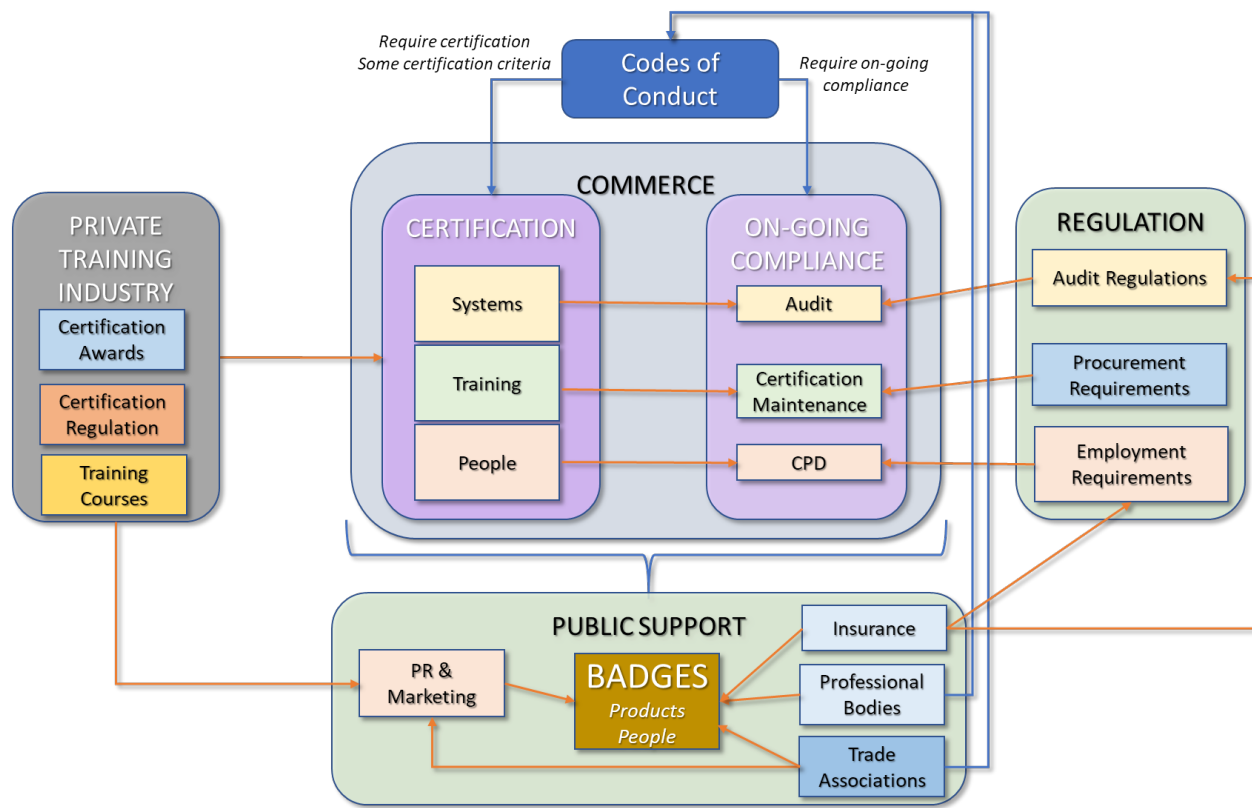 Require certification
Some certification criteria
Codes of
Conduct
Require on-going
compliance
COMMERCE
PRIVATE
TRAINING
INDUSTRY
Certification
Awards
Certification
Regulation
Training
Courses
CERTIFICATION
Systems
Training
People
ON-GOING
COMPLIANCE
Audit
Certification
Maintenance
CPD
REGULATION
Audit Regulations
Procurement
Requirements
Employment
Requirements
PUBLIC SUPPORT
PR &
Marketing
BADGES
Products
People
Insurance
Professional
Bodies
Trade
Associations